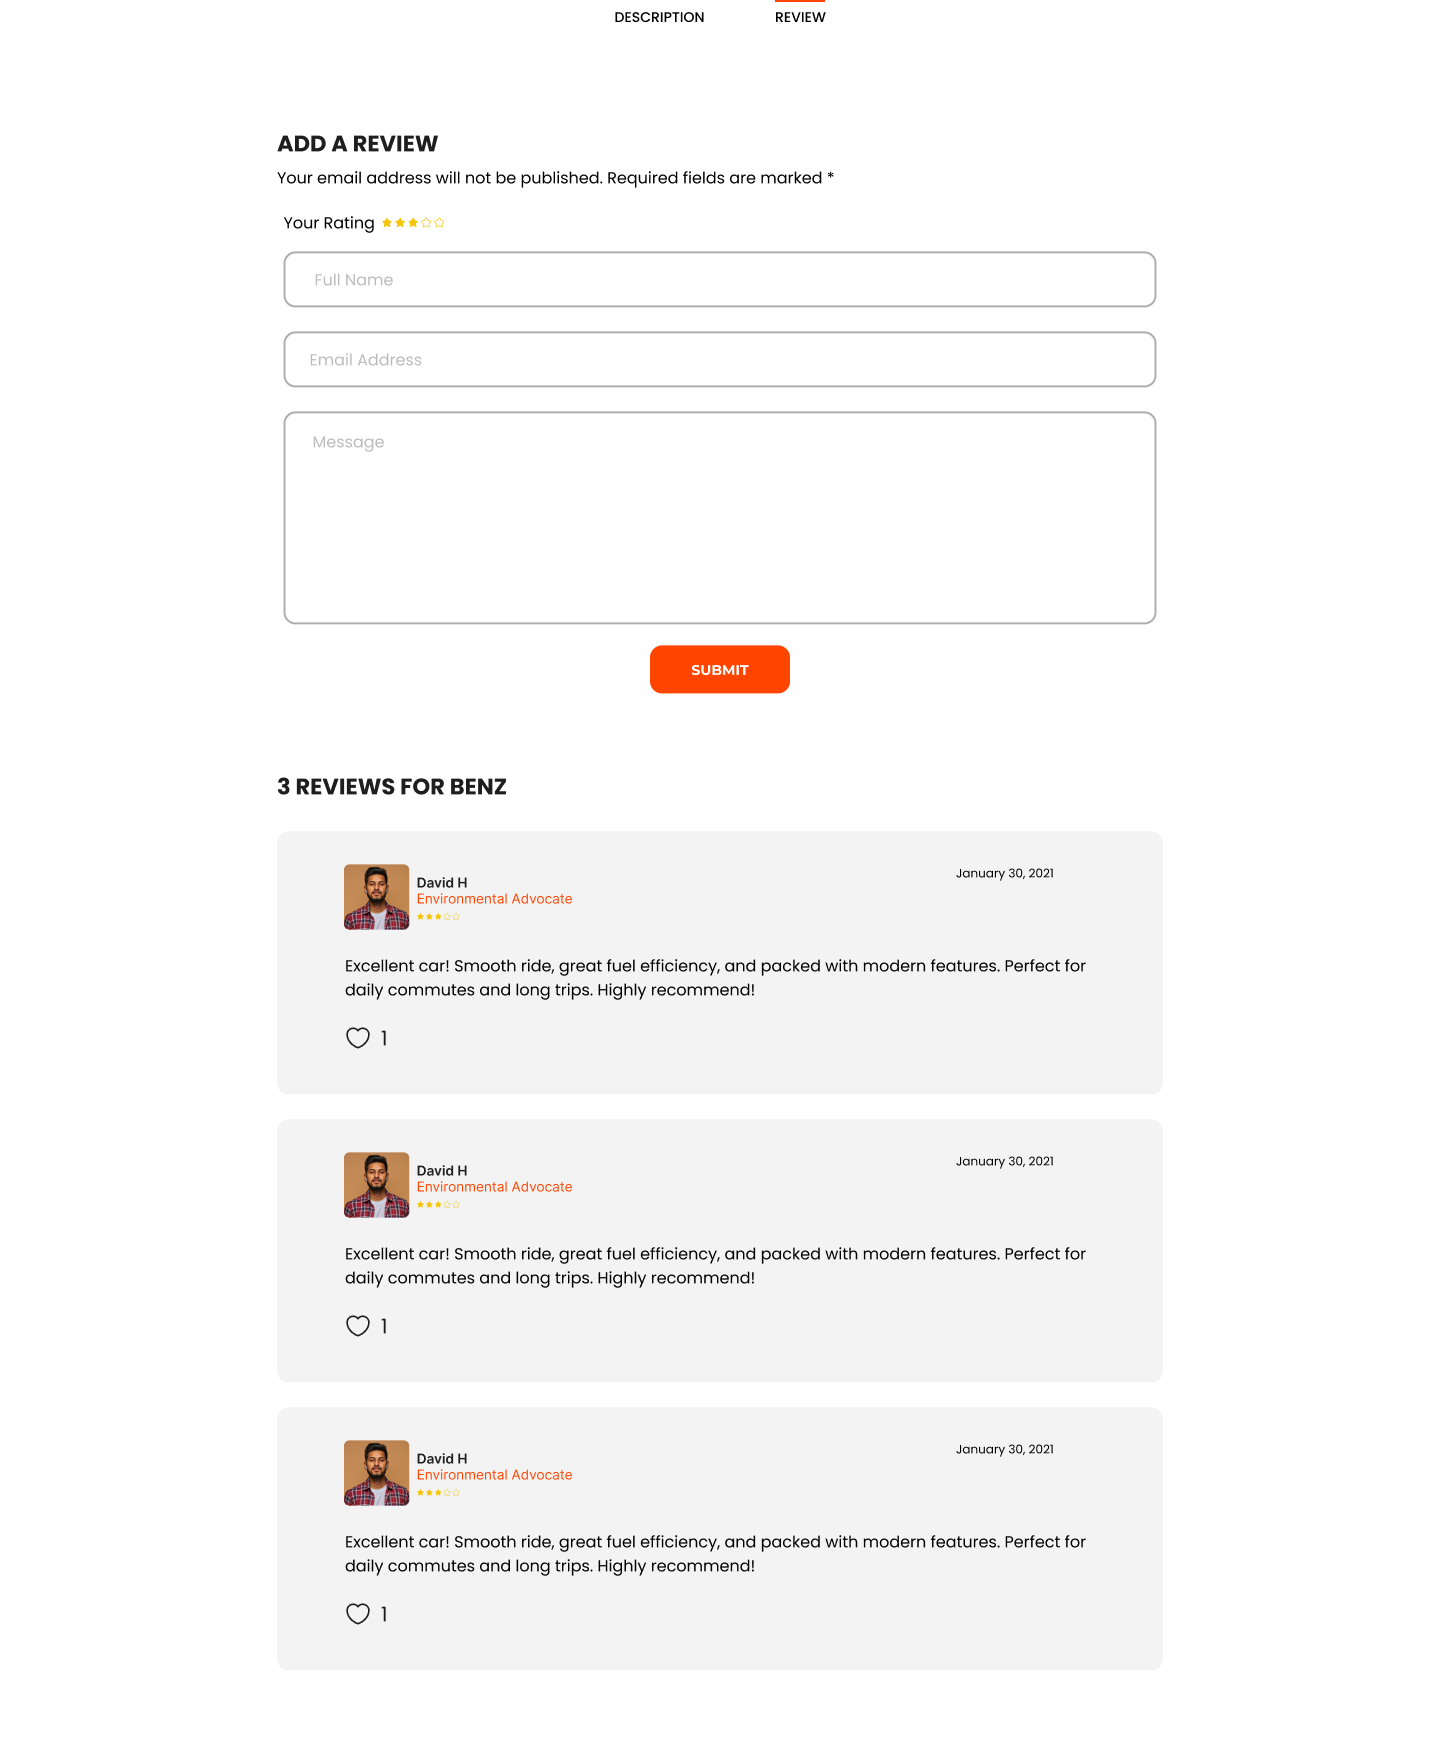 DESCRIPTION REVIEW
ADD A REVIEW
Your email address will not be published. Required fields are marked *
Your Rating
Full Name
Email Address
Message
SUBMIT
3 REVIEWS FOR BENZ
David H
January 30, 2021
Environmental Advocate
Excellent car! Smooth ride, great fuel efficiency, and packed with modern features. Perfect for
daily commutes and long trips. Highly recommend!
1
David H
January 30, 2021
Environmental Advocate
Excellent car! Smooth ride, great fuel efficiency, and packed with modern features. Perfect for
daily commutes and long trips. Highly recommend!
1
David H
January 30, 2021
Environmental Advocate
Excellent car! Smooth ride, great fuel efficiency, and packed with modern features. Perfect for
daily commutes and long trips. Highly recommend!
1